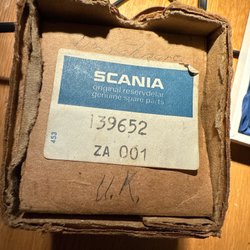 SCANIA
original reservdelar
genuine spare parts
139652
ZA 001
453